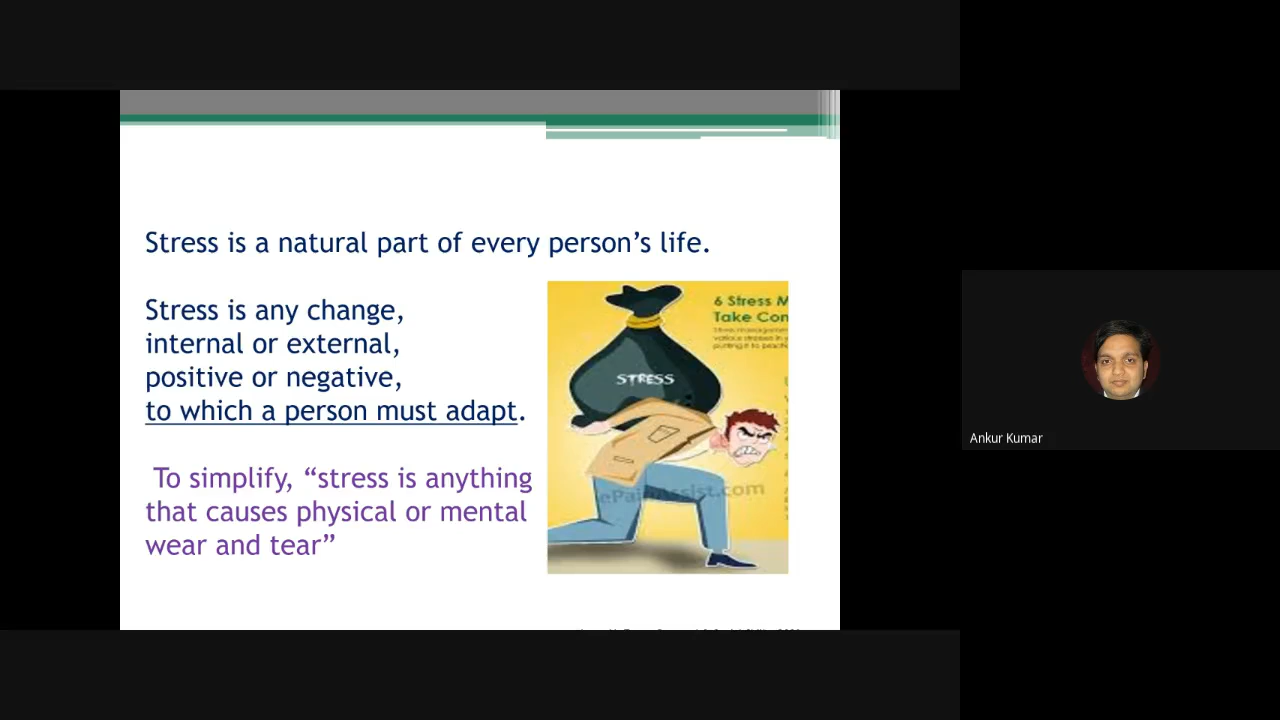 Stress is a natural part of every person’s life.
Stress is any change,
internal or external,
positive or negative,
to which a person must adapt.
To simplify, “stress is anything
that causes physical or mental
wear and tear”
6 Stress M
Take Con
STRESS
ePainAssist.com
Ankur Kumar